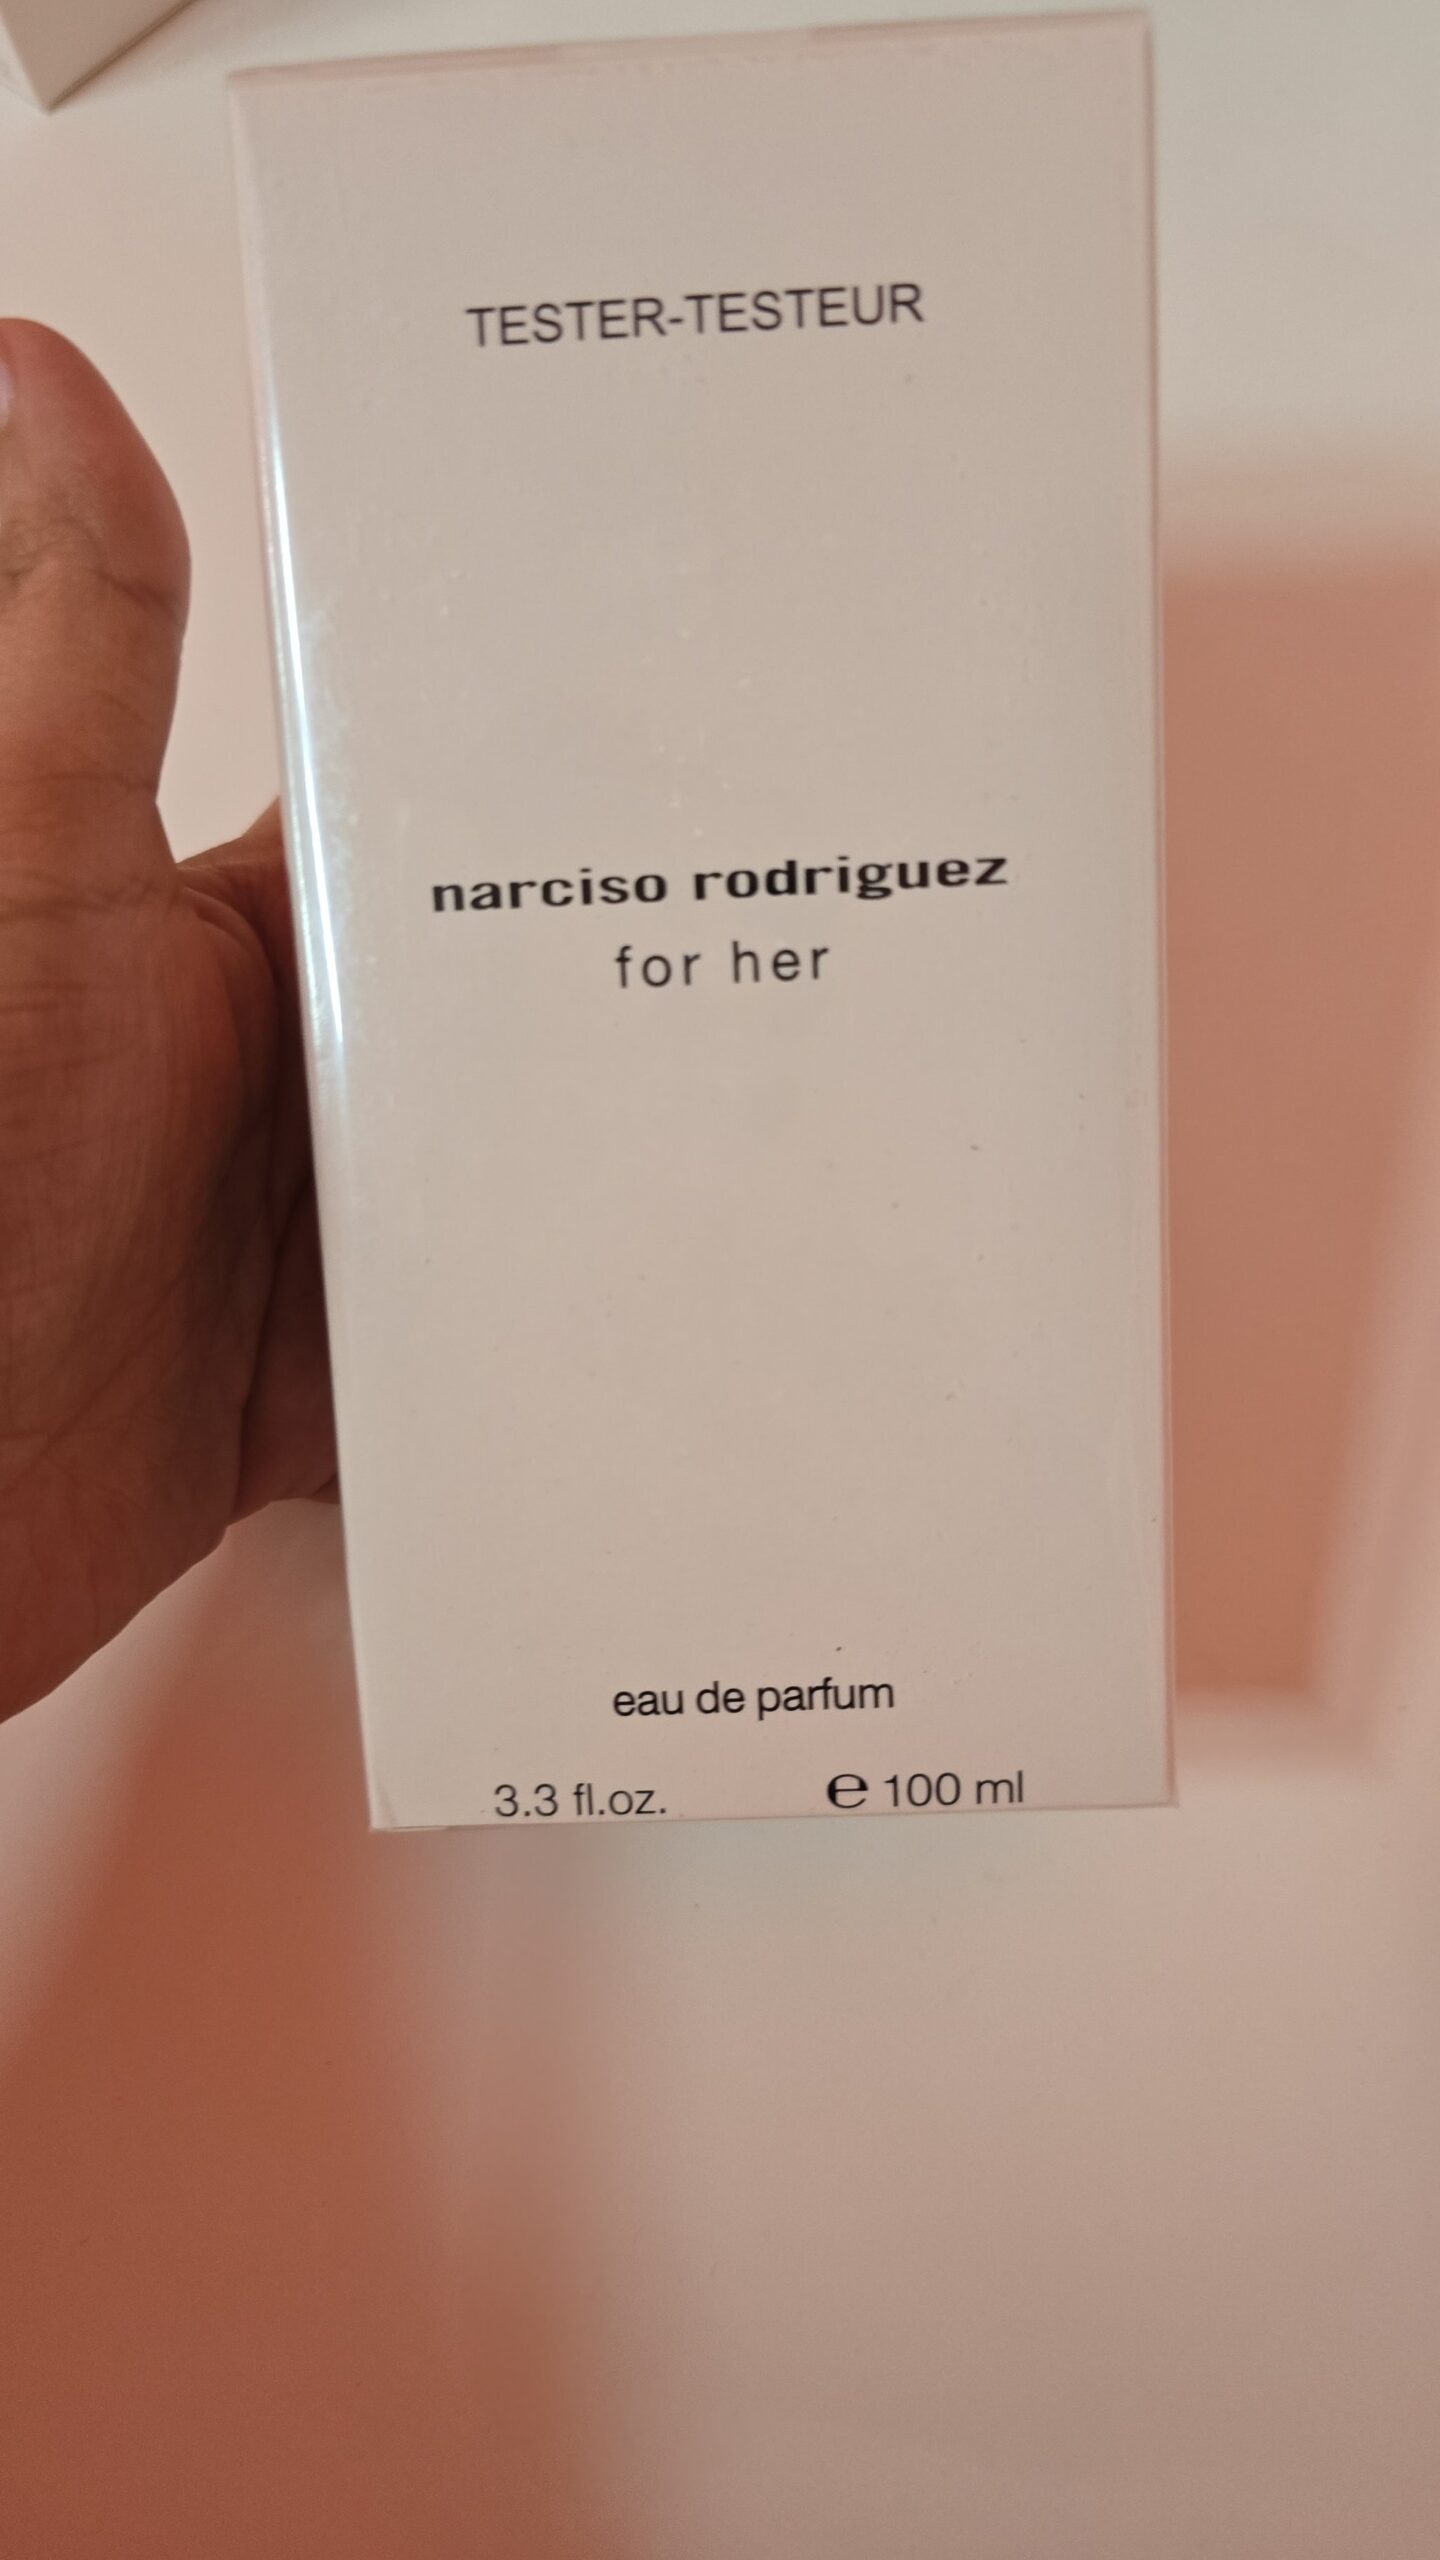 TESTER-TESTEUR
narciso rodriguez
for her
eau de parfum
3.3 fl.oz. ℮ 100 ml